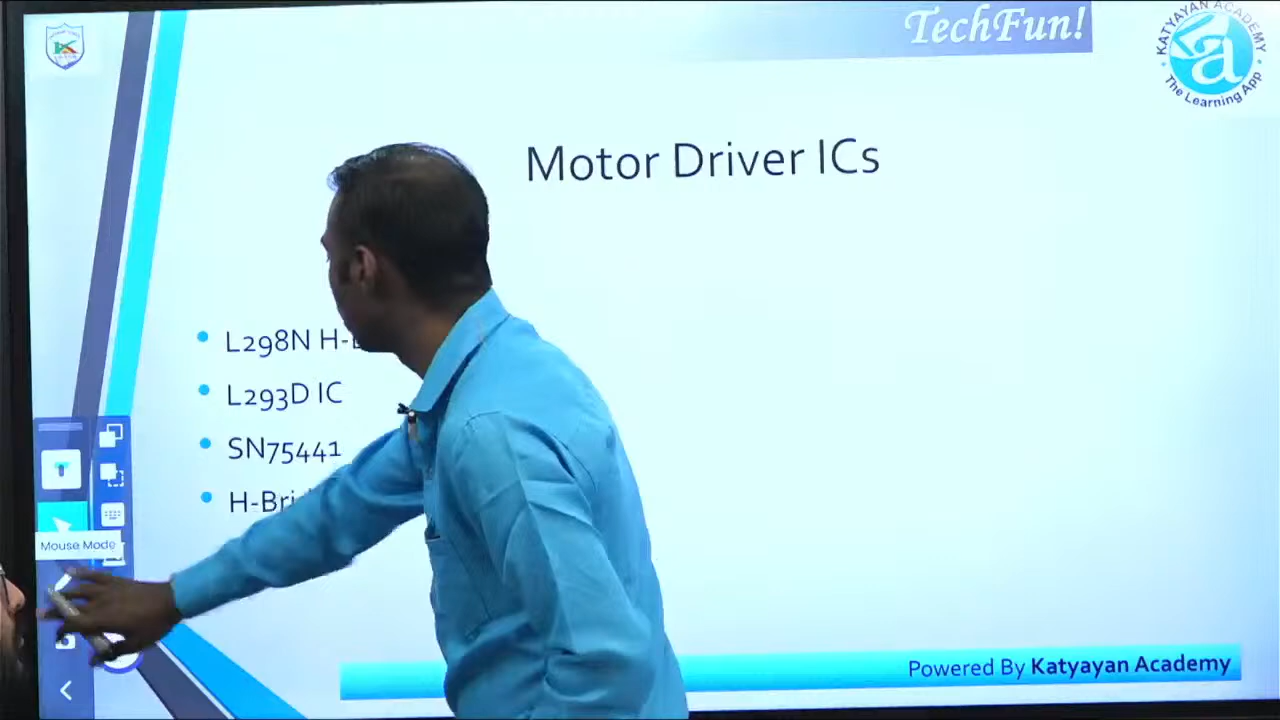 TechFun!
KATYAYAN ACADEMY
The Learning App
Motor Driver ICs
L298N H-
L293D IC
SN75441
H-Bri
Mouse Mode
Powered By Katyayan Academy